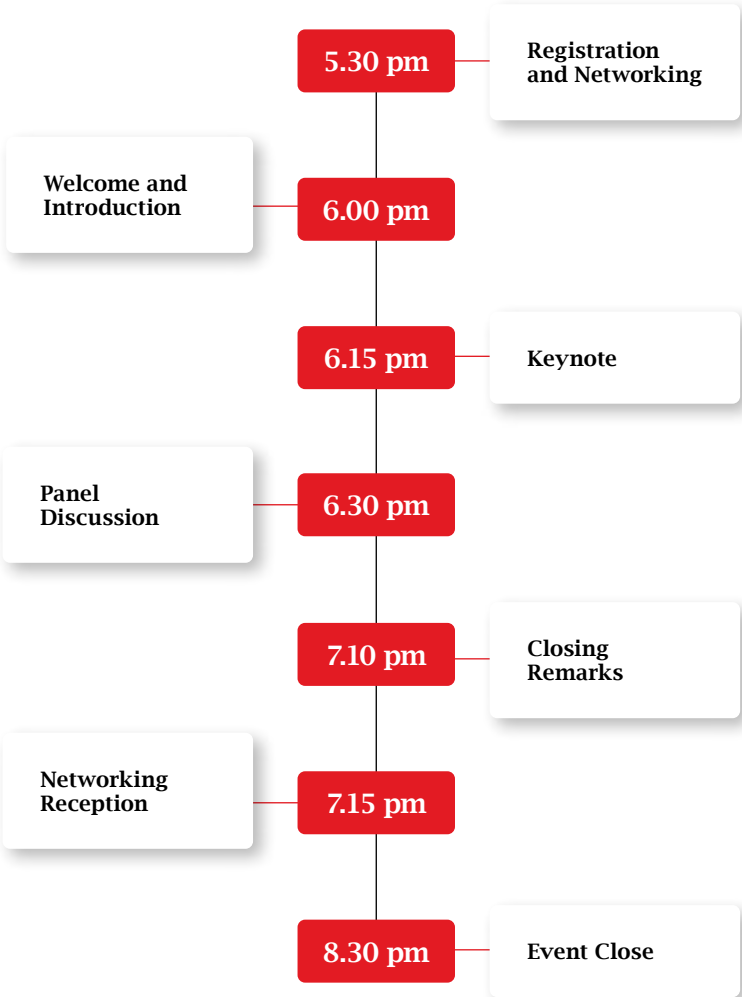 5.30 pm
Registration
and Networking
Welcome and
Introduction
6.00 pm
6.15 pm
Keynote
Panel
Discussion
6.30 pm
7.10 pm
Closing
Remarks
Networking
Reception
7.15 pm
8.30 pm
Event Close